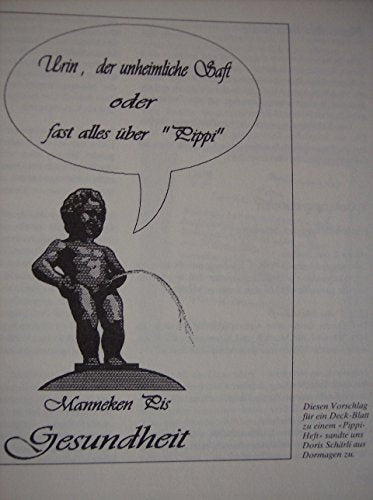 Urin, der unheimliche Saft
oder
fast alles über "Pippi"
Manneken Pis
Gesundheit
Diesen Vorschlag
für ein Deck-Blatt
zu einem «Pippi-
Heft» sandte uns
Doris Schärli aus
Dormagen zu.